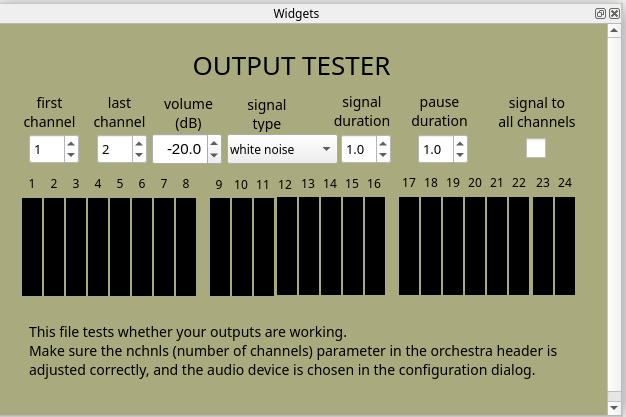 Widgets
OUTPUT TESTER
first channel
last channel
volume (dB)
signal type
signal duration
pause duration
signal to all channels
1
2
-20.0
white noise
1.0
1.0
1 2 3 4 5 6 7 8 9 10 11 12 13 14 15 16 17 18 19 20 21 22 23 24
This file tests whether your outputs are working.
Make sure the nchnls (number of channels) parameter in the orchestra header is
adjusted correctly, and the audio device is chosen in the configuration dialog.